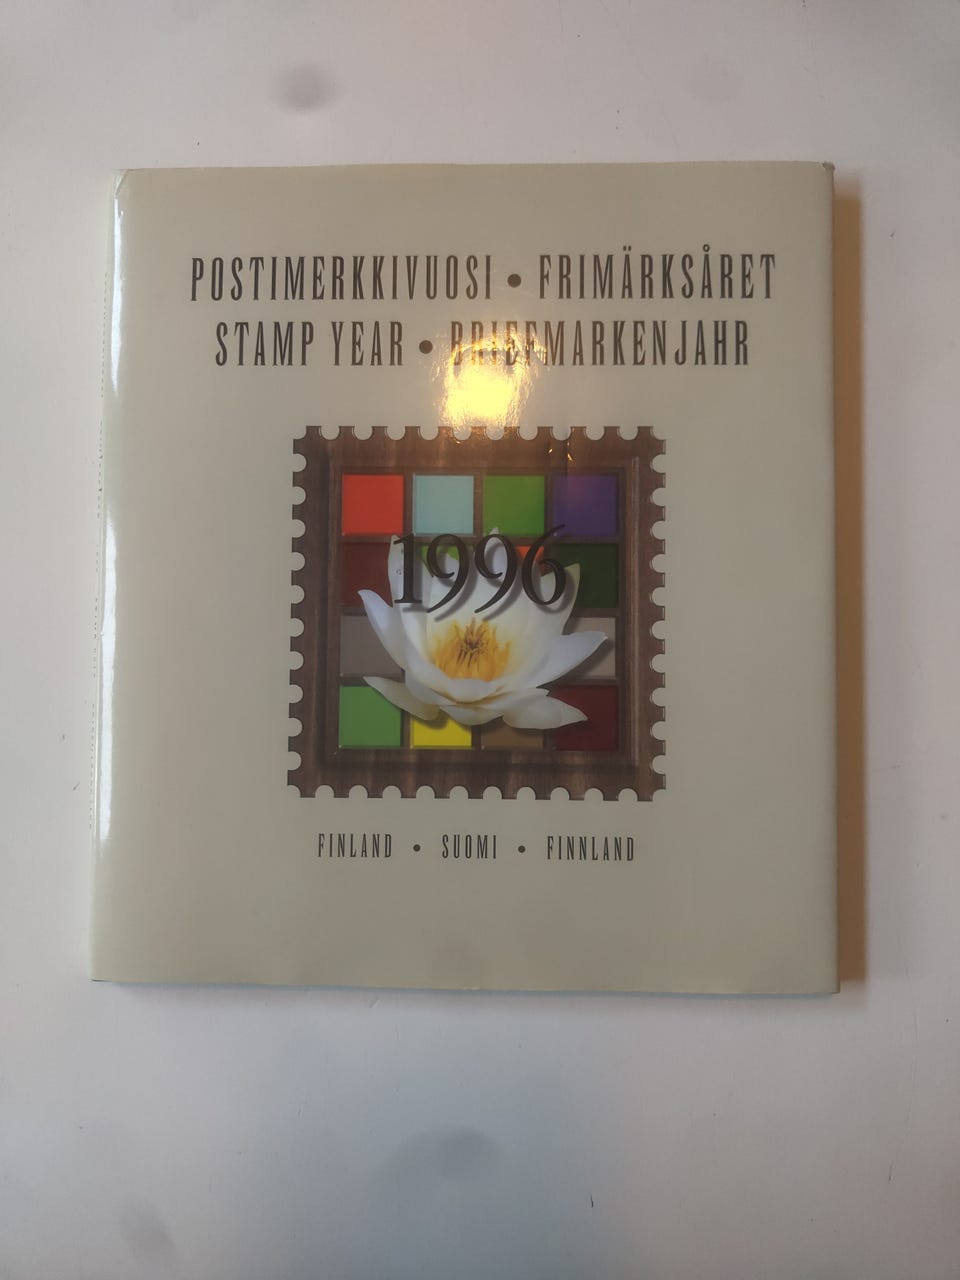 POSTIMERKKIVUOSI • FRIMÄRKSÅRET
STAMP YEAR • BRIEFMARKENJAHR
1996
FINLAND • SUOMI • FINNLAND